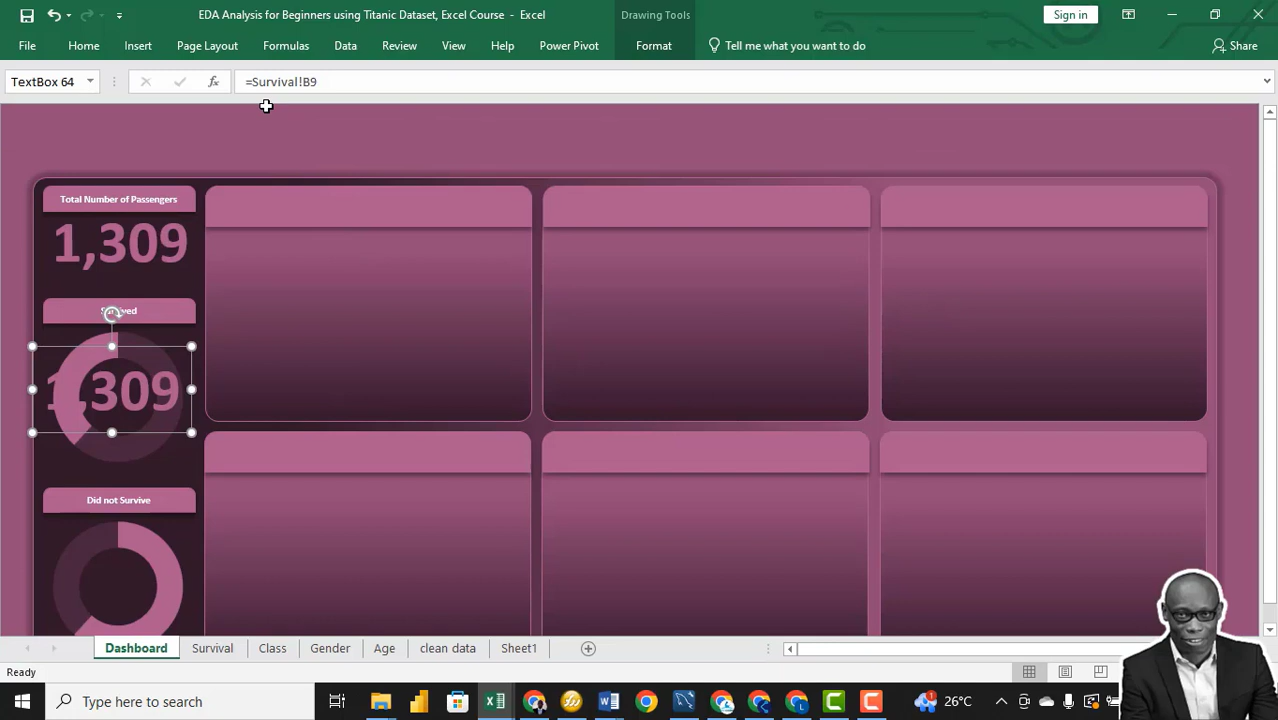 EDA Analysis for Beginners using Titanic Dataset, Excel Course - Excel
Drawing Tools
Sign in
File
Home
Insert
Page Layout
Formulas
Data
Review
View
Help
Power Pivot
Format
Tell me what you want to do
Share
TextBox 64
fx
=Survival!B9
Total Number of Passengers
1,309
1,309
Did not Survive
Dashboard
Survival
Class
Gender
Age
clean data
Sheet1
Ready
Type here to search
1
26°C